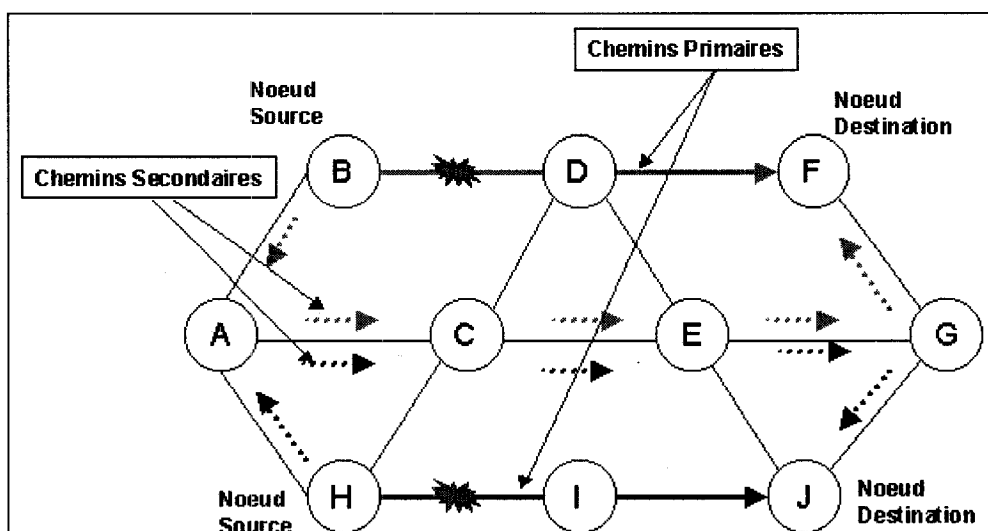 Chemins Primaires
Noeud
Source
Noeud
Destination
Chemins Secondaires
B
D
F
A
C
E
G
H
I
J
Noeud
Source
Noeud
Destination